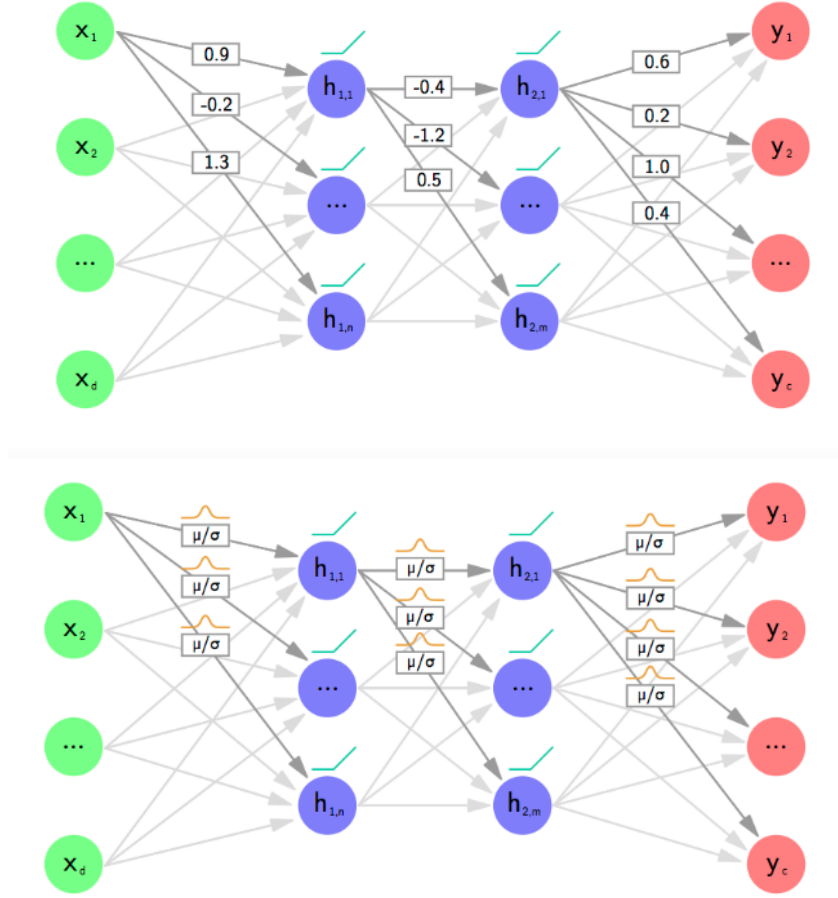 x₁
0.9
h₁,₁
-0.4
h₂,₁
0.6
y₁
-0.2
-1.2
0.2
x₂
1.3
...
0.5
...
1.0
y₂
0.4
...
...
h₁,ₙ
h₂,ₘ
x_d
y_c
x₁
μ/σ
h₁,₁
μ/σ
h₂,₁
μ/σ
y₁
μ/σ
μ/σ
μ/σ
x₂
μ/σ
...
μ/σ
...
μ/σ
y₂
μ/σ
...
...
h₁,ₙ
h₂,ₘ
x_d
y_c